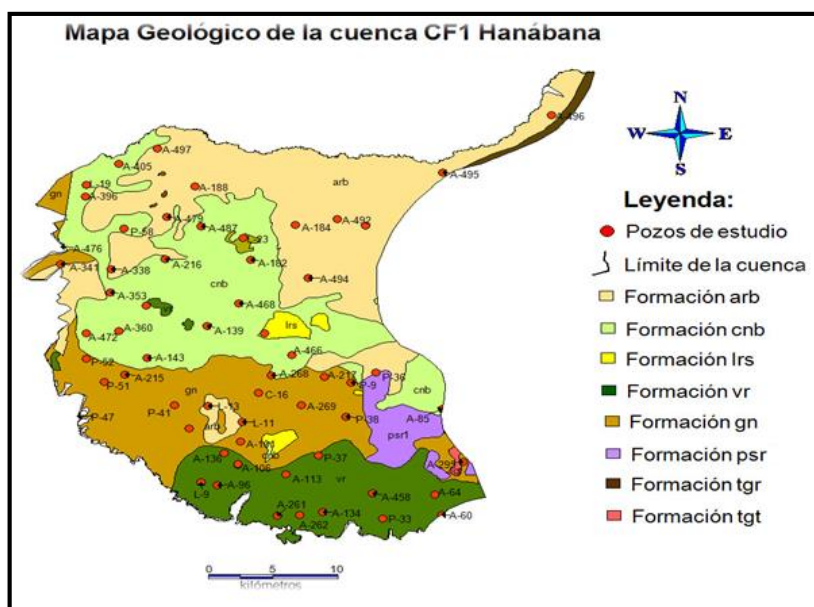 Mapa Geológico de la cuenca CF1 Hanábana
A-496
A-497
A-405
A-495
arb
L-19
A-188
A-396
gn
A-479
A-492
A-487
A-184
P-58
A-476
A-216
A-182
A-341
A-338
A-494
cnb
A-353
A-468
lrs
A-139
A-360
A-472
A-466
P-52
A-143
P-36
A-215
A-268
A-217
P-9
P-51
gn
cnb
C-16
P-41
L-13
A-269
P-47
A-85
P-38
arb
L-11
psr1
A-136
P-37
A-106
vr
A-113
L-9
A-96
A-458
A-64
A-261
A-134
A-262
P-33
A-60
N
W
E
S
Leyenda:
Pozos de estudio
Límite de la cuenca
Formación arb
Formación cnb
Formación lrs
Formación vr
Formación gn
Formación psr
Formación tgr
Formación tgt
0 5 10
kilómetros